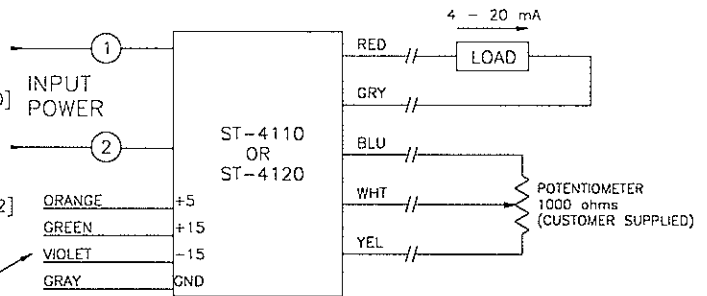 4 - 20 mA
RED
LOAD
1
INPUT
POWER
GRY
ST-4110
OR
ST-4120
2
BLU
WHT
POTENTIOMETER
1000 ohms
(CUSTOMER SUPPLIED)
YEL
2]
ORANGE +5
GREEN +15
VIOLET -15
GRAY GND